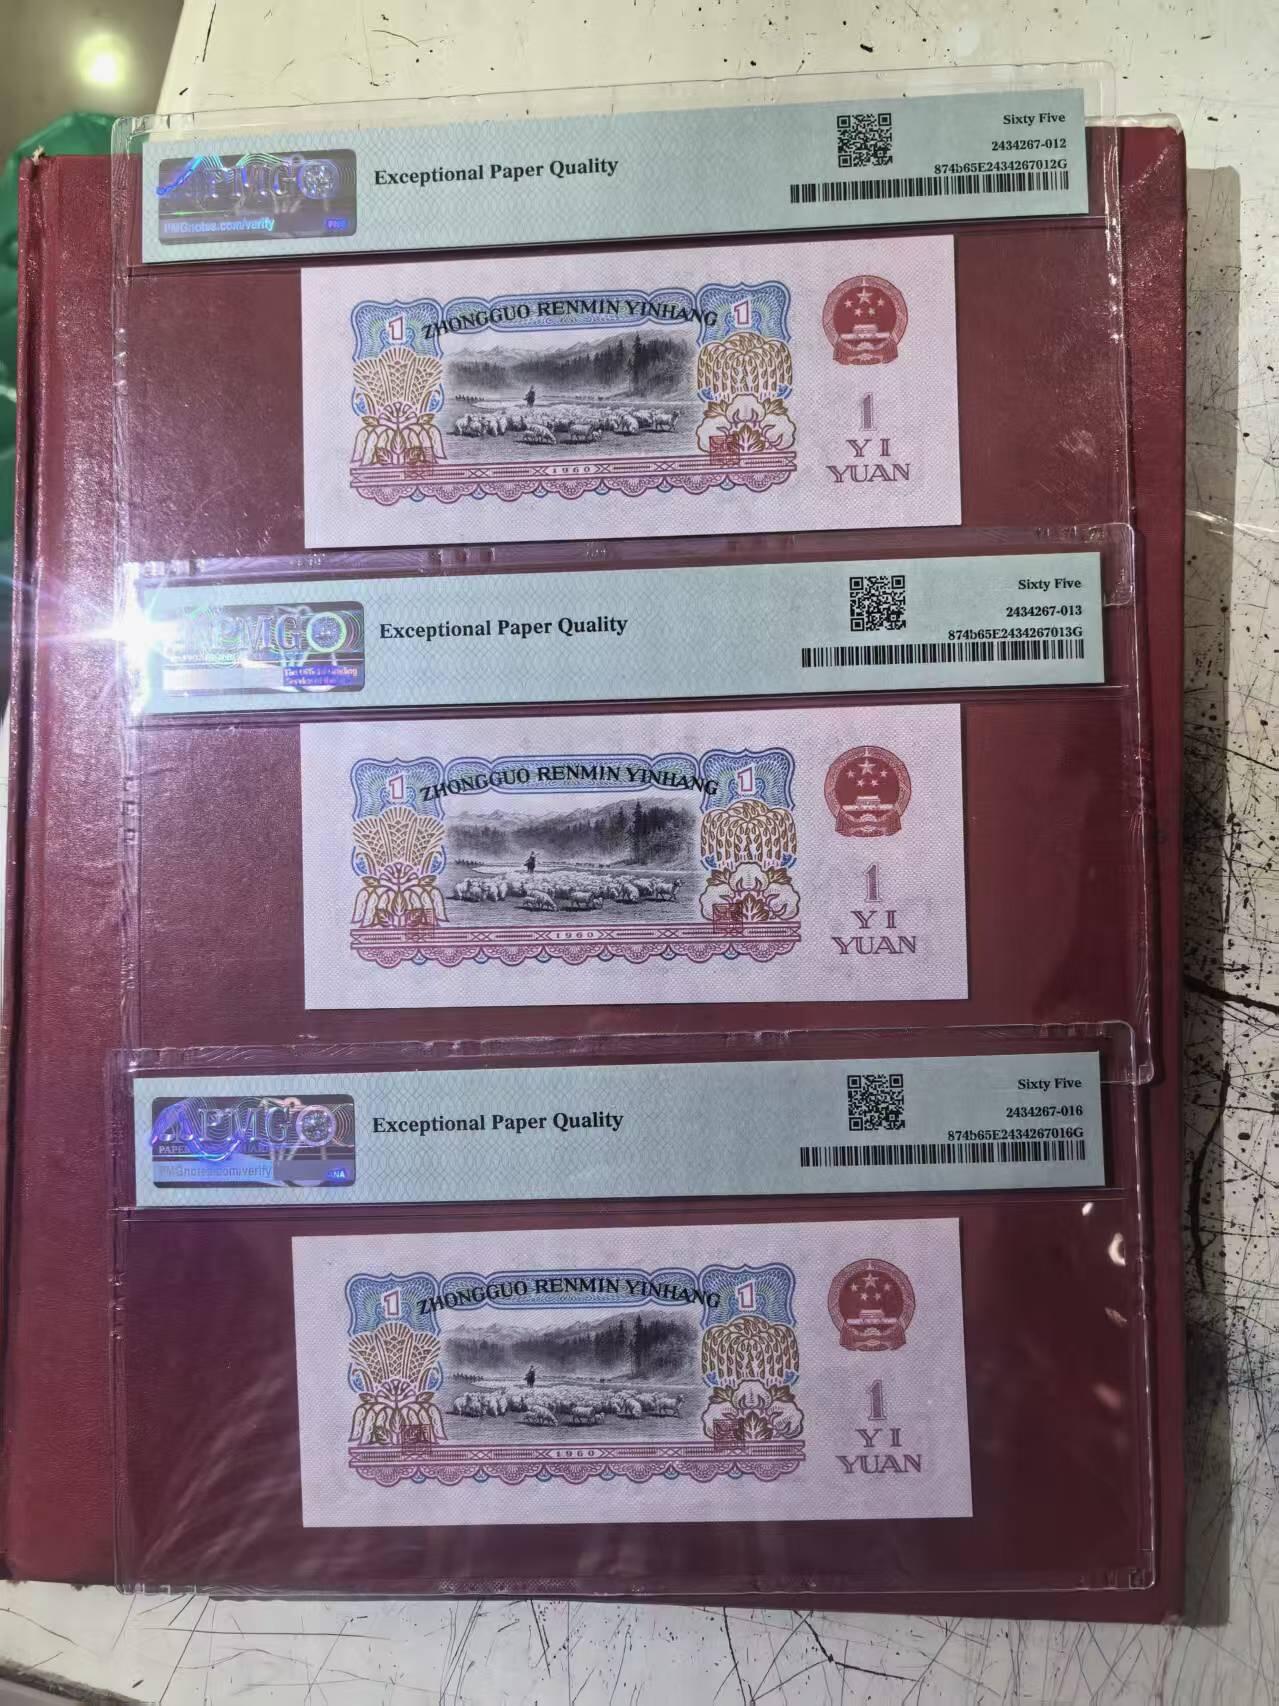 Sixty Five
2434267-012
874b65E2434267012G
PMG
PMGnotes.com/verify
Exceptional Paper Quality
1 ZHONGGUO RENMIN YINHANG 1
1
YI
YUAN
1960
Sixty Five
2434267-013
874b65E2434267013G
PMG
Exceptional Paper Quality
1 ZHONGGUO RENMIN YINHANG 1
1
YI
YUAN
1960
Sixty Five
2434267-016
874b65E2434267016G
PMG
PMGnotes.com/verify
Exceptional Paper Quality
1 ZHONGGUO RENMIN YINHANG 1
1
YI
YUAN
1960